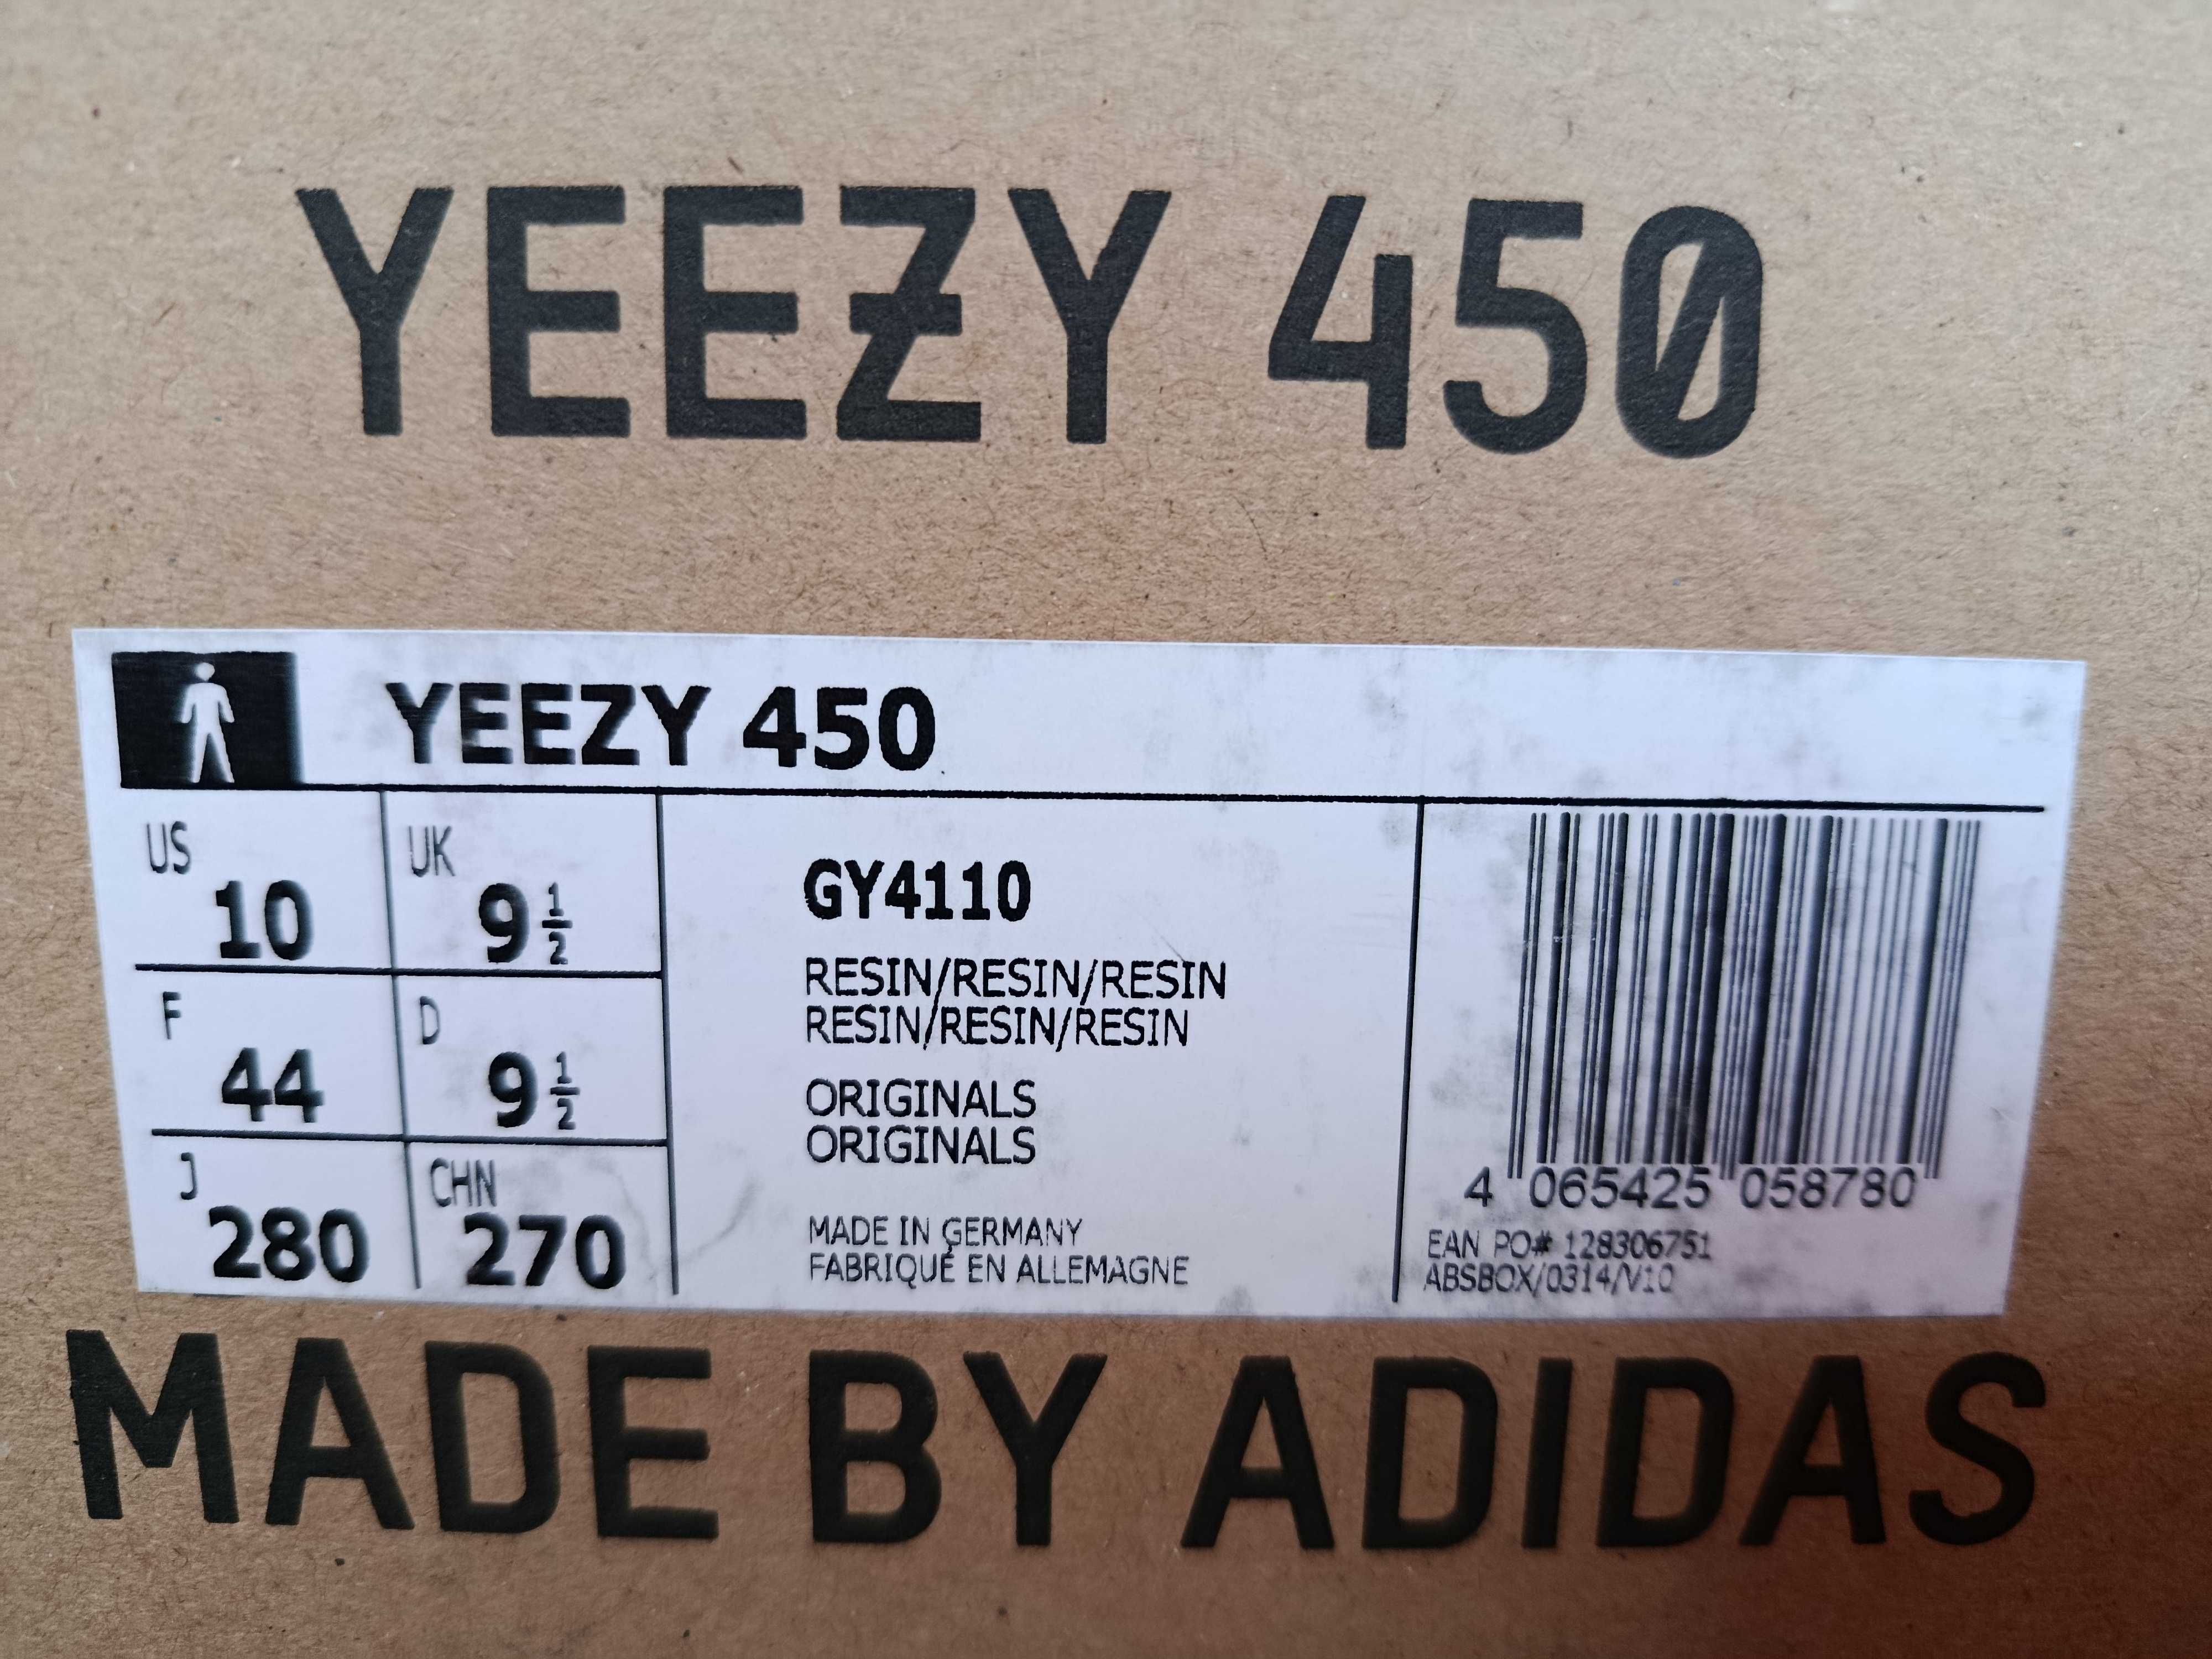 YEEZY 450
YEEZY 450
US
10
UK
9 1/2
F
44
D
9 1/2
J
280
CHN
270
GY4110
RESIN/RESIN/RESIN
RESIN/RESIN/RESIN
ORIGINALS
ORIGINALS
MADE IN GERMANY
FABRIQUÉ EN ALLEMAGNE
4 065425 058780
EAN PO# 128306751
ABSBOX/0314/V10
MADE BY ADIDAS